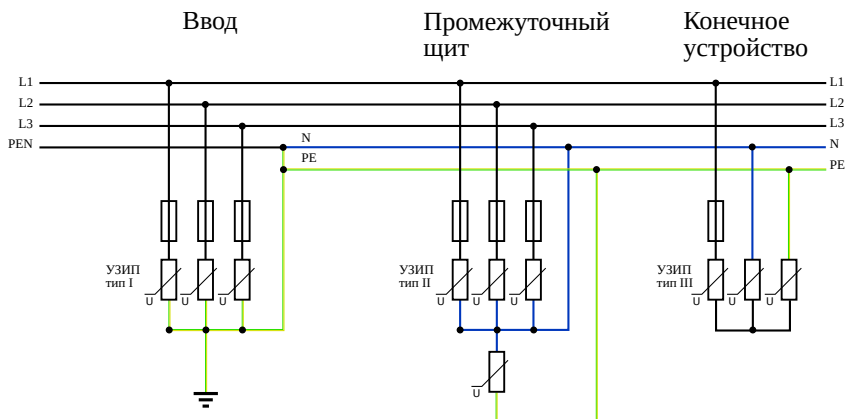 Ввод
Промежуточный
щит
Конечное
устройство
L1
L1
L2
L2
L3
L3
PEN
N
N
PE
PE
УЗИП
тип I
УЗИП
тип II
УЗИП
тип III
U
U
U
U
U
U
U
U
U
U